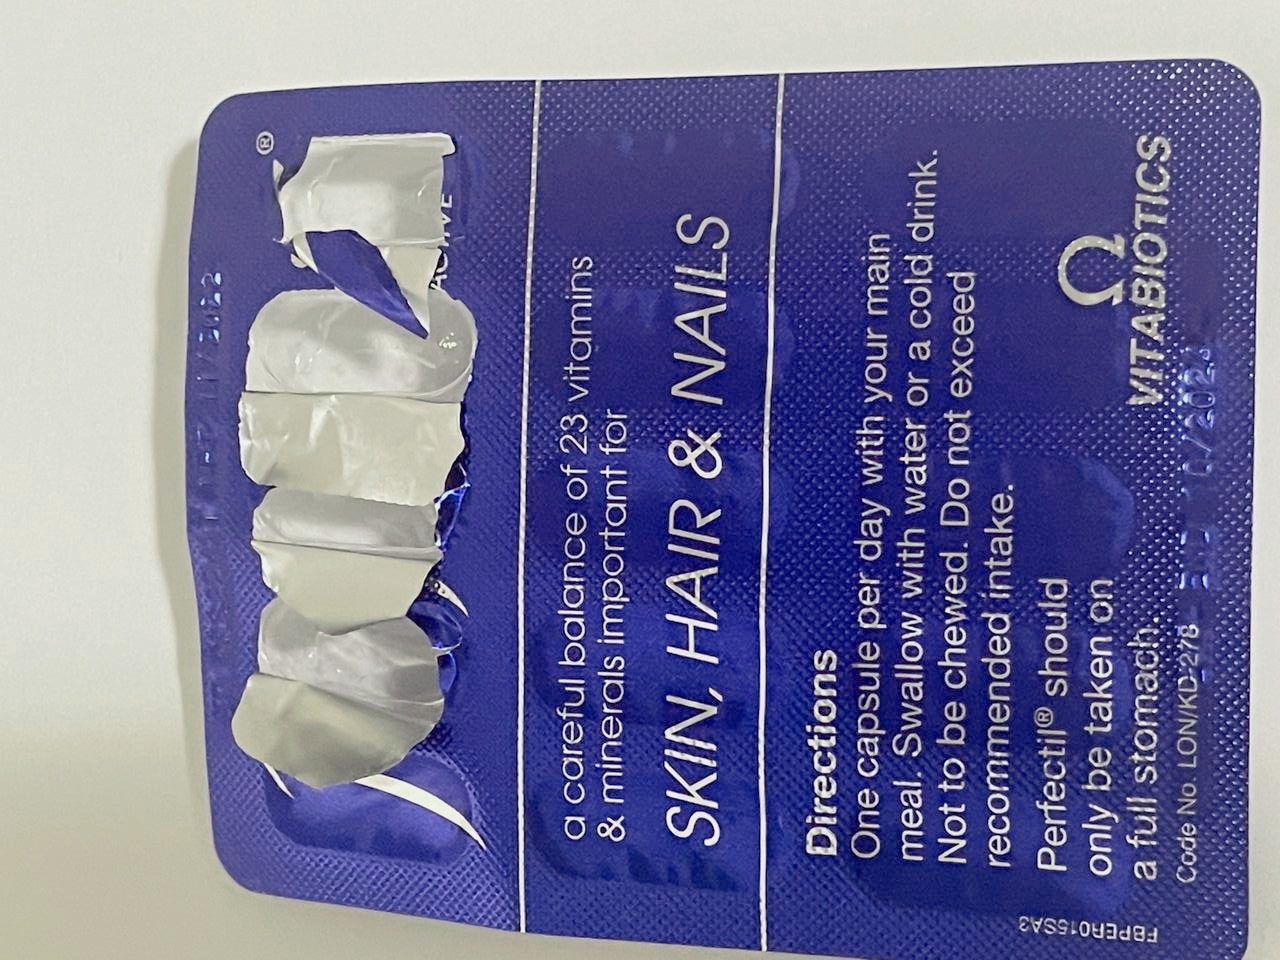 ®
ACTIVE
a careful balance of 23 vitamins
& minerals important for
SKIN, HAIR & NAILS
Directions
One capsule per day with your main
meal. Swallow with water or a cold drink.
Not to be chewed. Do not exceed
recommended intake.
Perfectil® should
only be taken on
a full stomach.
Code No. LON/KD-278
Ω
VITABIOTICS
FBPER015SSA3